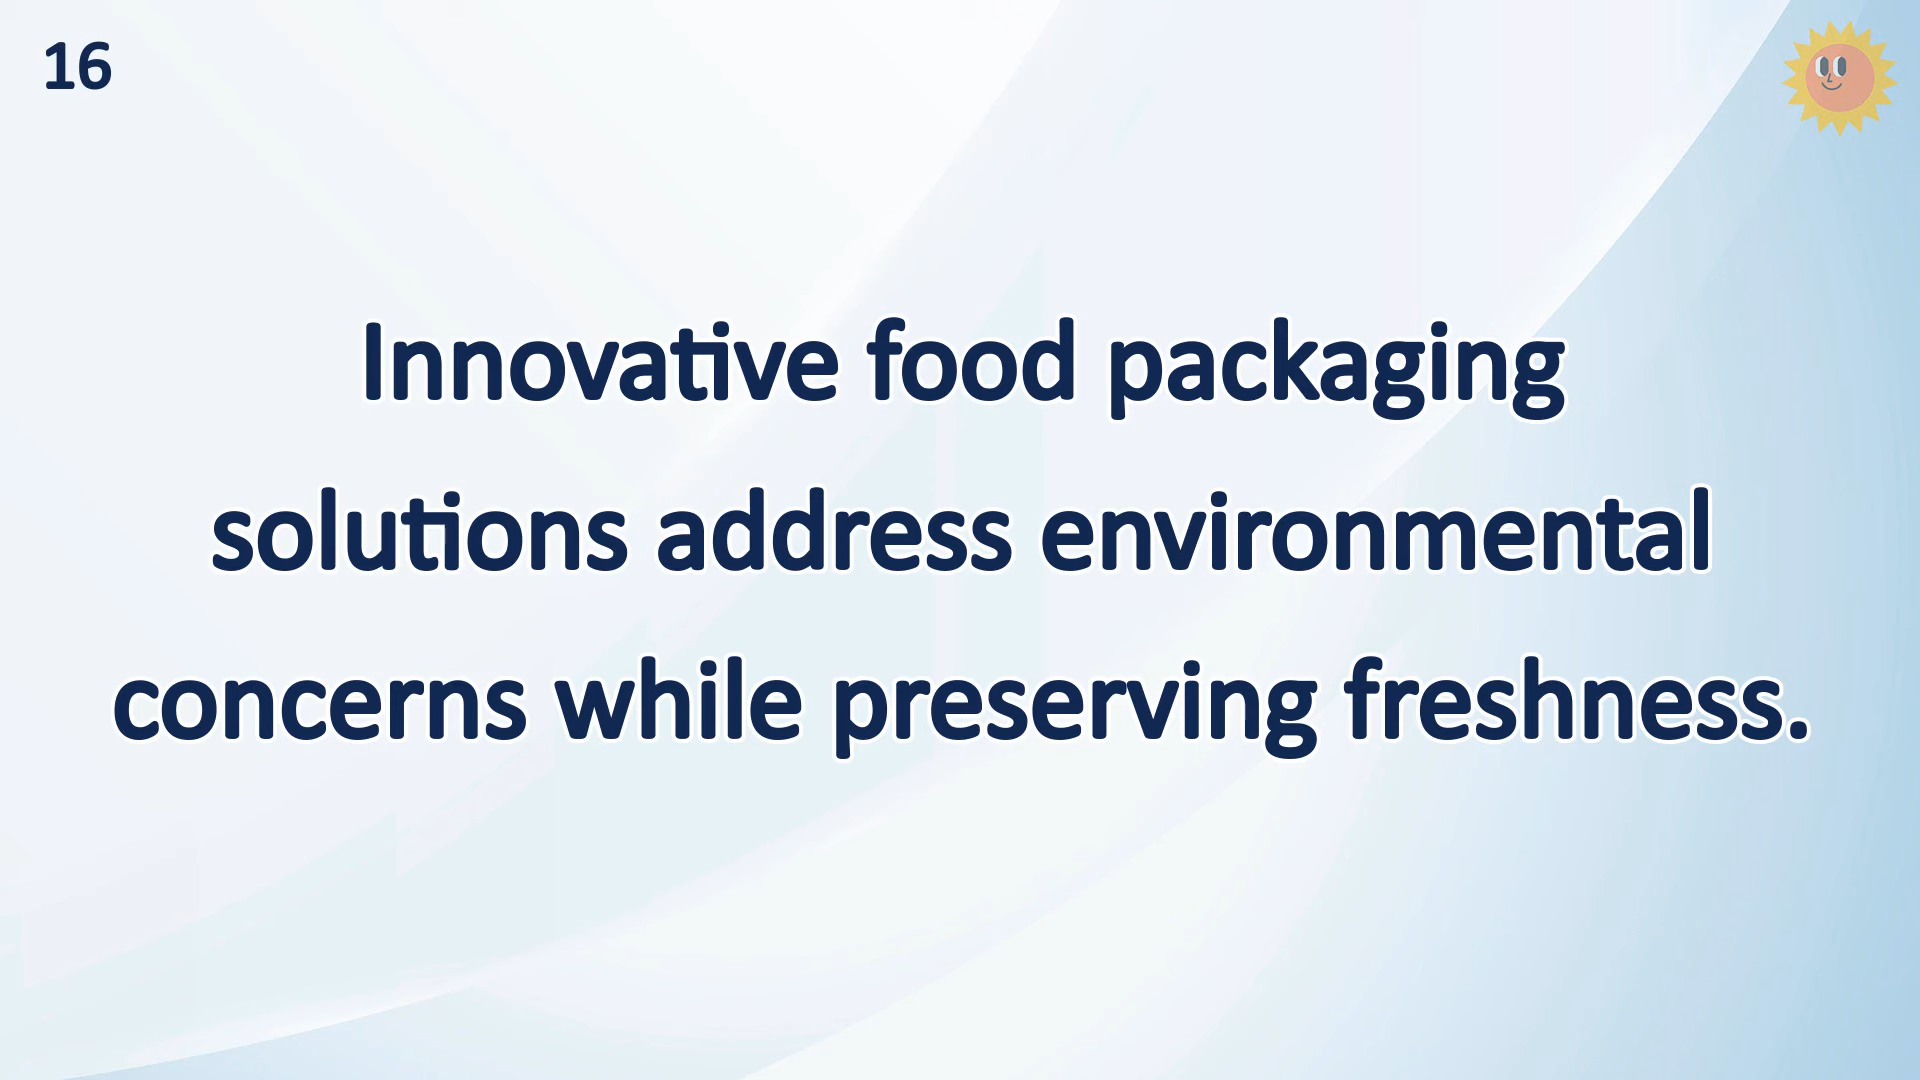 16
Innovative food packaging
solutions address environmental
concerns while preserving freshness.